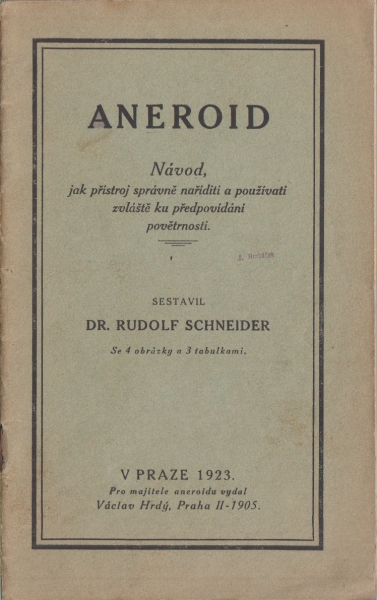 ANEROID
Návod,
jak přístroj správně naříditi a používati
zvláště ku předpovídání
povětrnosti.
SESTAVIL
DR. RUDOLF SCHNEIDER
Se 4 obrázky a 3 tabulkami.
V PRAZE 1923.
Pro majitele aneroidu vydal
Václav Hrdý, Praha II-1905.